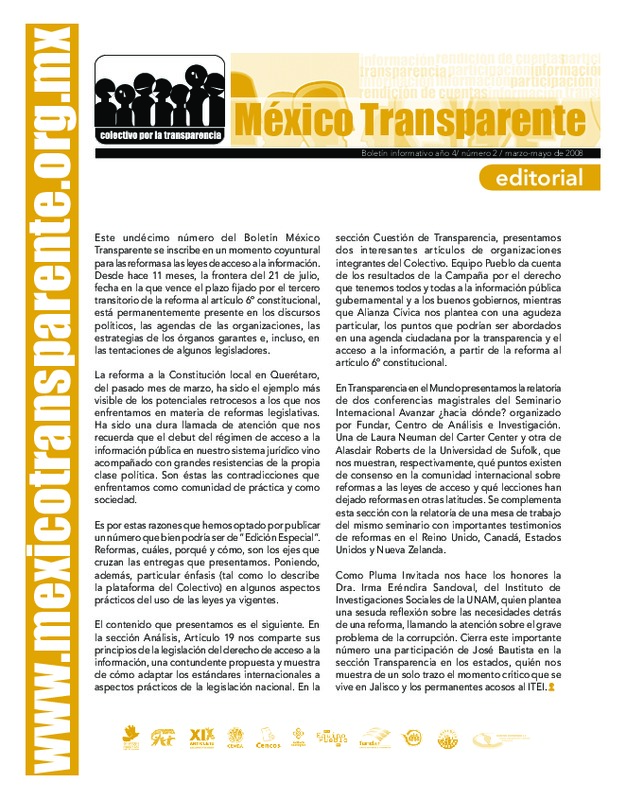 www.mexicotransparente.org.mx
colectivo por la transparencia
México Transparente
Boletín informativo año 4/ número 2 / marzo-mayo de 2008
editorial
Este undécimo número del Boletín México
Transparente se inscribe en un momento coyuntural
para las reformasa las leyes de acceso a la información.
Desde hace 11 meses, la frontera del 21 de julio,
fecha en la que vence el plazo fijado por el tercero
transitorio de la reforma al artículo 6º constitucional,
está permanentemente presente en los discursos
políticos, las agendas de las organizaciones, las
estrategias de los órganos garantes e, incluso, en
las tentaciones de algunos legisladores.
La reforma a la Constitución local en Querétaro,
del pasado mes de marzo, ha sido el ejemplo más
visible de los potenciales retrocesos a los que nos
enfrentamos en materia de reformas legislativas.
Ha sido una dura llamada de atención que nos
recuerda que el debut del régimen de acceso a la
información pública en nuestro sistema jurídico vino
acompañado con grandes resistencias de la propia
clase política. Son éstas las contradicciones que
enfrentamos como comunidad de práctica y como
sociedad.
Es por estas razones que hemos optado por publicar
un número que bien podría ser de "Edición Especial".
Reformas, cuáles, porqué y cómo, son los ejes que
cruzan las entregas que presentamos. Poniendo,
además, particular énfasis (tal como lo describe
la plataforma del Colectivo) en algunos aspectos
prácticos del uso de las leyes ya vigentes.
El contenido que presentamos es el siguiente. En
la sección Análisis, Artículo 19 nos comparte sus
principios de la legislación del derecho de acceso a la
información, una contundente propuesta y muestra
de cómo adaptar los estándares internacionales a
aspectos prácticos de la legislación nacional. En la
sección Cuestión de Transparencia, presentamos
dos interesantes artículos de organizaciones
integrantes del Colectivo. Equipo Pueblo da cuenta
de los resultados de la Campaña por el derecho
que tenemos todos y todas a la información pública
gubernamental y a los buenos gobiernos, mientras
que Alianza Cívica nos plantea con una agudeza
particular, los puntos que podrían ser abordados
en una agenda ciudadana por la transparencia y el
acceso a la información, a partir de la reforma al
artículo 6º constitucional.
En Transparencia en el Mundo presentamos la relatoría
de dos conferencias magistrales del Seminario
Internacional Avanzar ¿hacia dónde? organizado
por Fundar, Centro de Análisis e Investigación.
Una de Laura Neuman del Carter Center y otra de
Alasdair Roberts de la Universidad de Sufolk, que
nos muestran, respectivamente, qué puntos existen
de consenso en la comunidad internacional sobre
reformas a las leyes de acceso y qué lecciones han
dejado reformas en otras latitudes. Se complementa
esta sección con la relatoría de una mesa de trabajo
del mismo seminario con importantes testimonios
de reformas en el Reino Unido, Canadá, Estados
Unidos y Nueva Zelanda.
Como Pluma Invitada nos hace los honores la
Dra. Irma Eréndira Sandoval, del Instituto de
Investigaciones Sociales de la UNAM, quien plantea
una sesuda reflexión sobre las necesidades detrás
de una reforma, llamando la atención sobre el grave
problema de la corrupción. Cierra este importante
número una participación de José Bautista en la
sección Transparencia en los estados, quién nos
muestra de un solo trazo el momento crítico que se
vive en Jalisco y los permanentes acosos al ITEI.